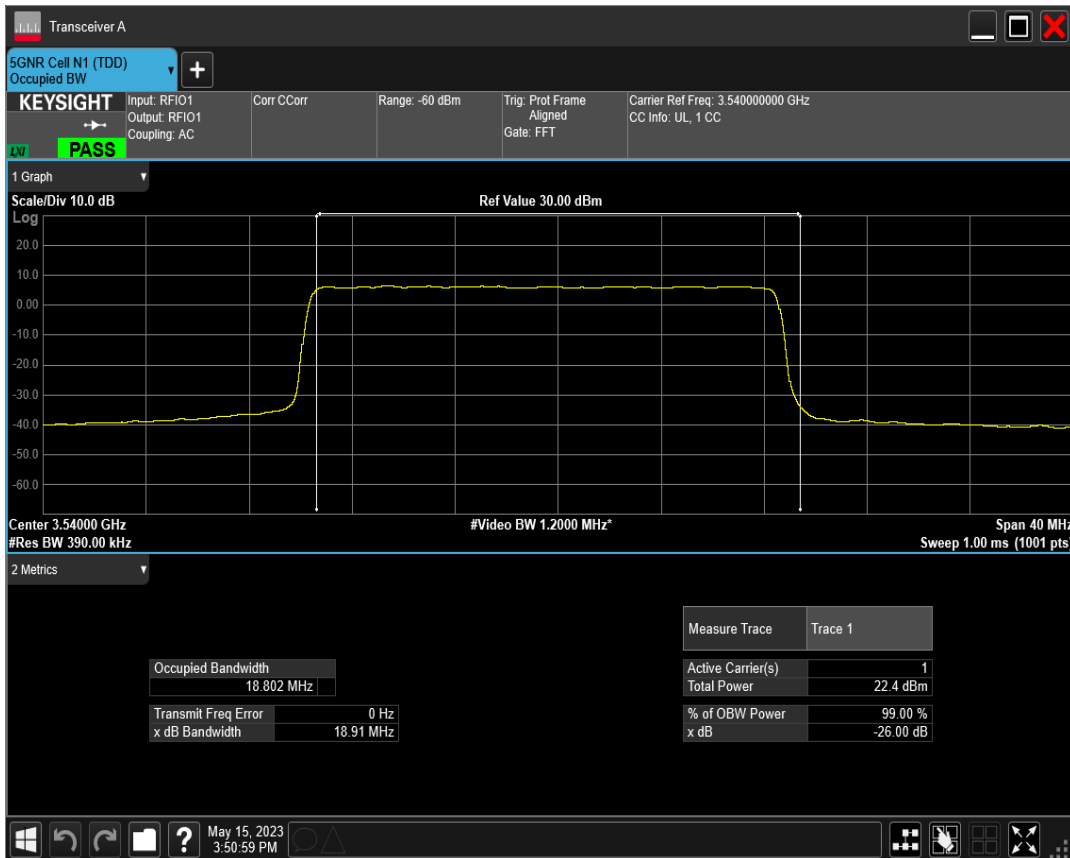 Transceiver A
5GNR Cell N1 (TDD)
Occupied BW
+
KEYSIGHT
LXI
PASS
Input: RFIO1
Output: RFIO1
Coupling: AC
Corr CCorr
Range: -60 dBm
Trig: Prot Frame
Aligned
Gate: FFT
Carrier Ref Freq: 3.540000000 GHz
CC Info: UL, 1 CC
1 Graph
Scale/Div 10.0 dB
Ref Value 30.00 dBm
Log
20.0
10.0
0.00
-10.0
-20.0
-30.0
-40.0
-50.0
-60.0
Center 3.54000 GHz
#Video BW 1.2000 MHz*
Span 40 MHz
#Res BW 390.00 kHz
Sweep 1.00 ms (1001 pts)
2 Metrics
Measure Trace Trace 1
Occupied Bandwidth
18.802 MHz
Active Carrier(s) 1
Total Power 22.4 dBm
Transmit Freq Error 0 Hz
x dB Bandwidth 18.91 MHz
% of OBW Power 99.00 %
x dB -26.00 dB
?
May 15, 2023
3:50:59 PM